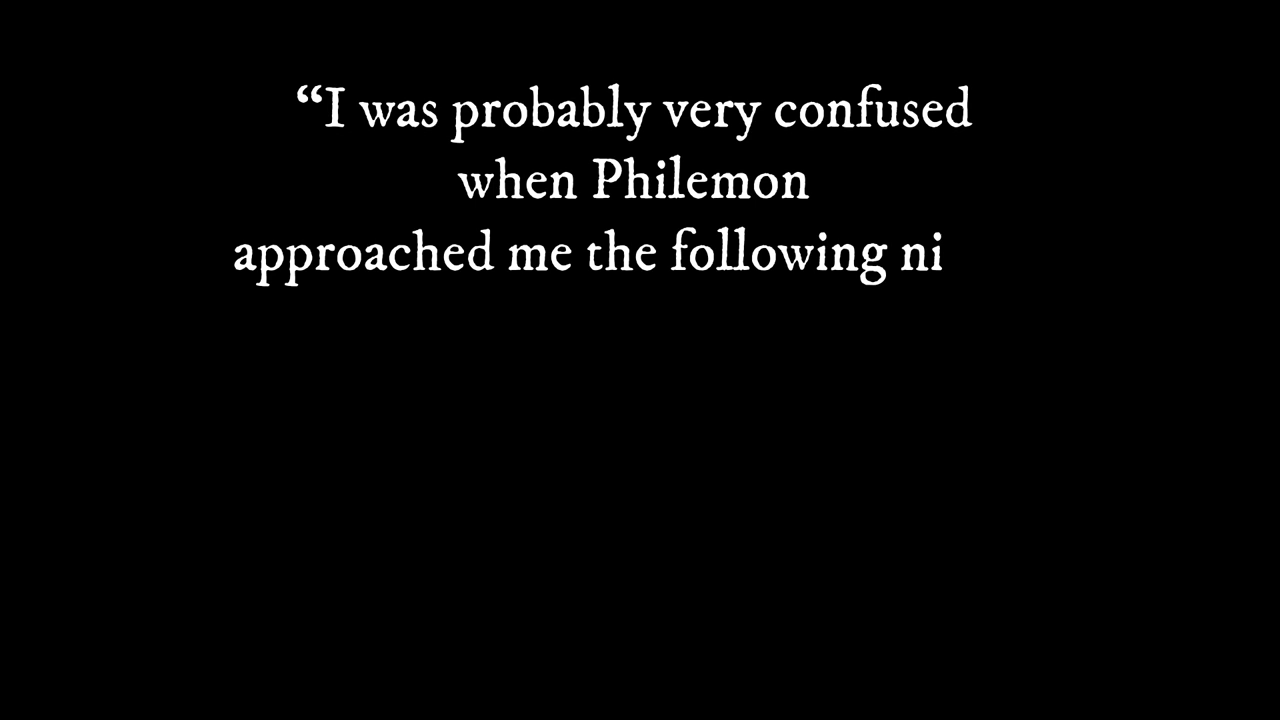 “I was probably very confused
when Philemon
approached me the following ni